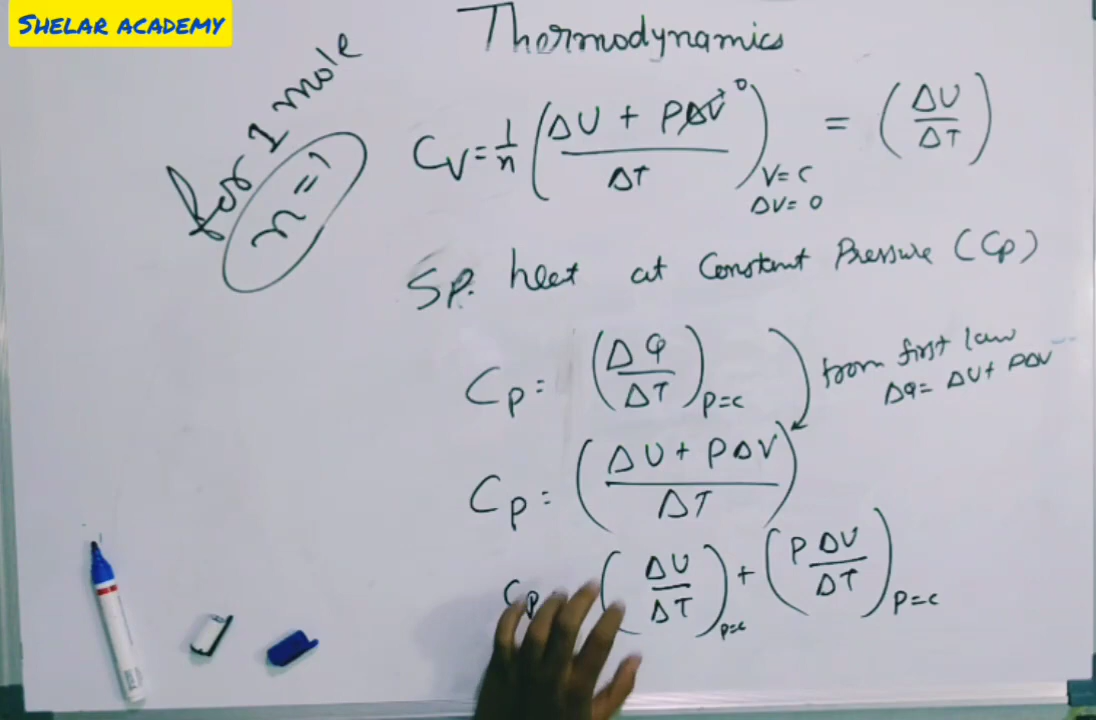 SHELAR ACADEMY
Thermodynamics
for 1 mole
n = 1
Cv = 1/n ((ΔU + PΔV → 0)/ΔT) V=C ΔV=0 = (ΔU/ΔT)
SP. heat at Constant Pressure (Cp)
Cp = (ΔQ/ΔT) P=C
from first law
ΔQ = ΔU + PΔV
Cp = ((ΔU + PΔV)/ΔT)
Cp (ΔU/ΔT) P=C + (PΔV/ΔT) P=C